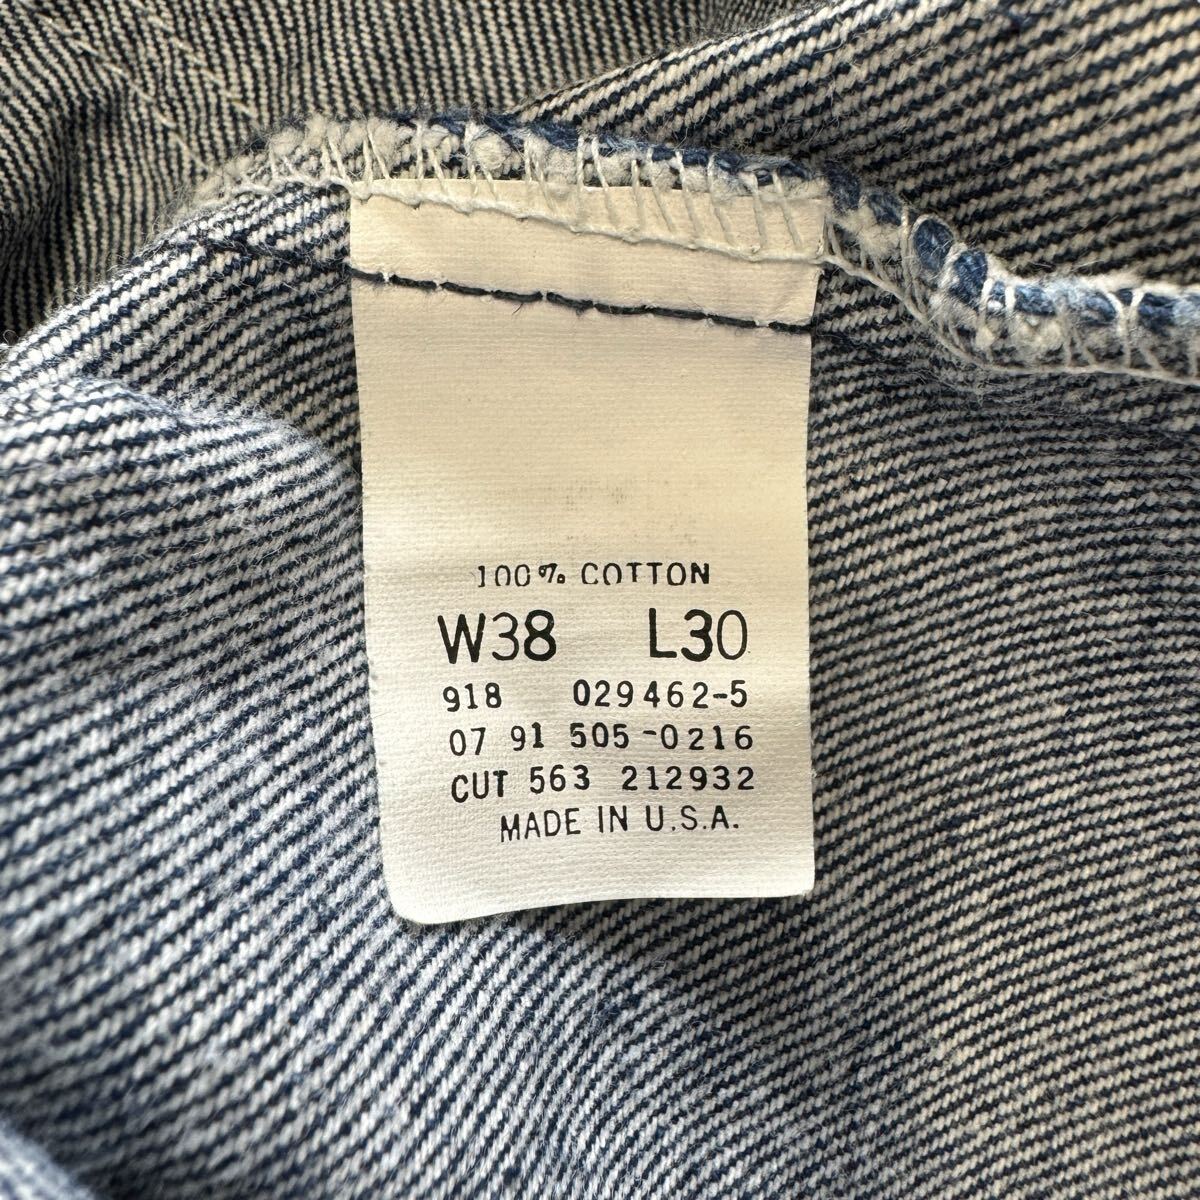 100% COTTON
W38 L30
918 029462-5
07 91 505-0216
CUT 563 212932
MADE IN U.S.A.